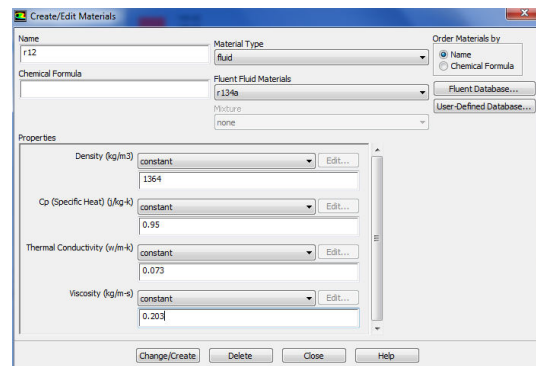 Create/Edit Materials
Name
r12
Material Type
fluid
Order Materials by
Name
Chemical Formula
Chemical Formula
Fluent Fluid Materials
r134a
Fluent Database...
Mixture
none
User-Defined Database...
Properties
Density (kg/m3)
constant
Edit...
1364
Cp (Specific Heat) (j/kg-k)
constant
Edit...
0.95
Thermal Conductivity (w/m-k)
constant
Edit...
0.073
Viscosity (kg/m-s)
constant
Edit...
0.203
Change/Create
Delete
Close
Help